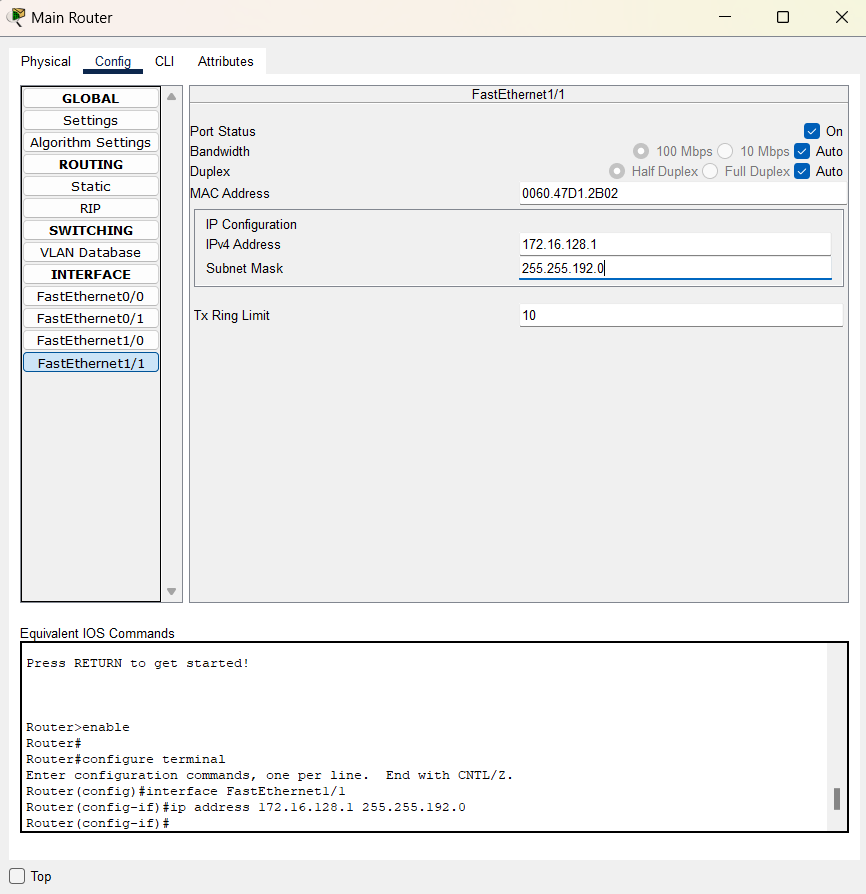 Main Router
Physical Config CLI Attributes
GLOBAL
Settings
Algorithm Settings
ROUTING
Static
RIP
SWITCHING
VLAN Database
INTERFACE
FastEthernet0/0
FastEthernet0/1
FastEthernet1/0
FastEthernet1/1
FastEthernet1/1
Port Status On
Bandwidth 100 Mbps 10 Mbps Auto
Duplex Half Duplex Full Duplex Auto
MAC Address 0060.47D1.2B02
IP Configuration
IPv4 Address 172.16.128.1
Subnet Mask 255.255.192.0
Tx Ring Limit 10
Equivalent IOS Commands
Press RETURN to get started!
Router>enable
Router#
Router#configure terminal
Enter configuration commands, one per line.  End with CNTL/Z.
Router(config)#interface FastEthernet1/1
Router(config-if)#ip address 172.16.128.1 255.255.192.0
Router(config-if)#
Top